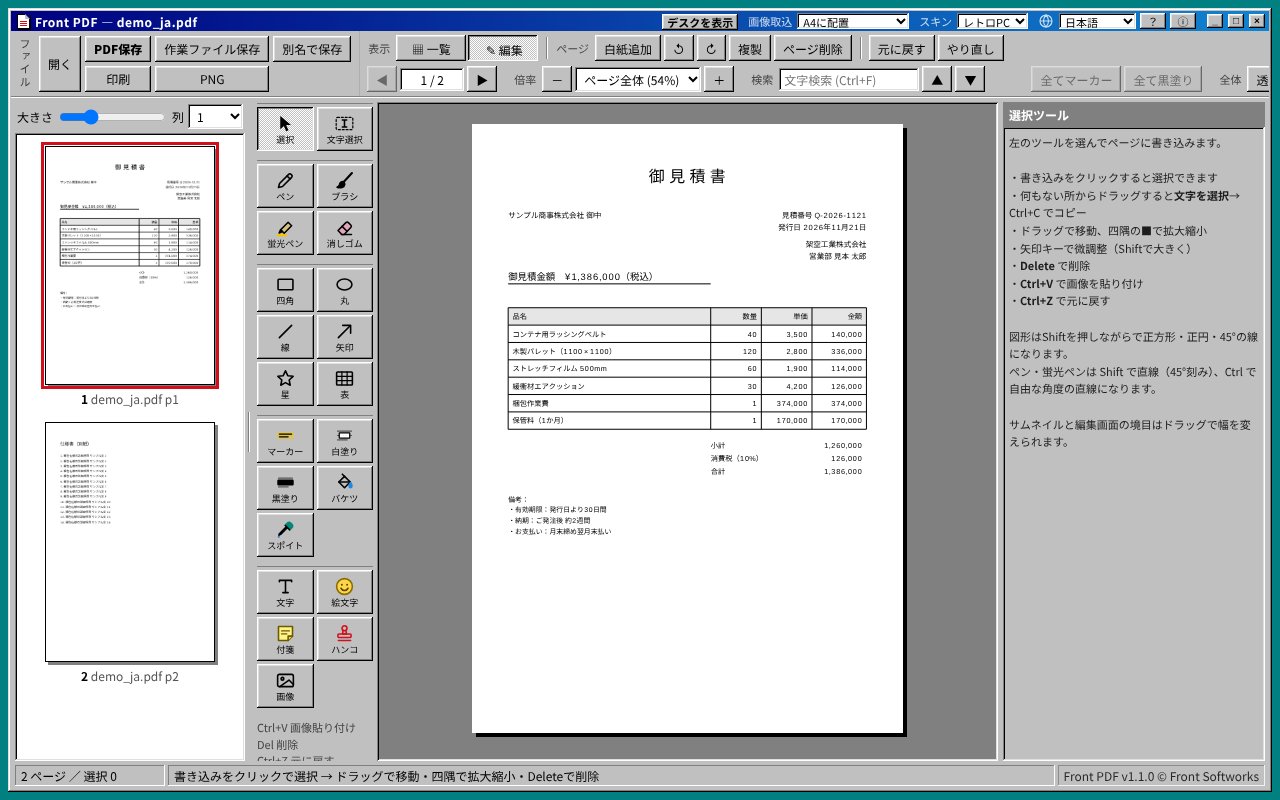 Front PDF — demo_ja.pdf
デスクを表示 画像取込 A4に配置 スキン レトロPC 日本語 ? ⓘ
ファイル
開く
PDF保存 作業ファイル保存 別名で保存
印刷 PNG
表示 一覧 編集 ページ 白紙追加 複製 ページ削除 元に戻す やり直し
1 / 2 倍率 − ページ全体 (54%) + 検索 文字検索 (Ctrl+F) ▲ ▼ 全てマーカー 全て黒塗り 全体 透
大きさ 列 1
1 demo_ja.pdf p1
2 demo_ja.pdf p2
選択 文字選択
ペン ブラシ
蛍光ペン 消しゴム
四角 丸
線 矢印
星 表
マーカー 白塗り
黒塗り バケツ
スポイト
文字 絵文字
付箋 ハンコ
画像
Ctrl+V 画像貼り付け
Del 削除
Ctrl+Z 元に戻す
御見積書
サンプル商事株式会社 御中
見積番号 Q-2026-1121
発行日 2026年11月21日
架空工業株式会社
営業部 見本 太郎
御見積金額 ¥1,386,000（税込）
品名 数量 単価 金額
コンテナ用ラッシングベルト 40 3,500 140,000
木製パレット（1100×1100） 120 2,800 336,000
ストレッチフィルム 500mm 60 1,900 114,000
緩衝材エアクッション 30 4,200 126,000
梱包作業費 1 374,000 374,000
保管料（1か月） 1 170,000 170,000
小計 1,260,000
消費税（10%） 126,000
合計 1,386,000
備考：
・有効期限：発行日より30日間
・納期：ご発注後 約2週間
・お支払い：月末締め翌月末払い
選択ツール
左のツールを選んでページに書き込みます。
・書き込みをクリックすると選択できます
・何もない所からドラッグすると文字を選択→
Ctrl+C でコピー
・ドラッグで移動、四隅の■で拡大縮小
・矢印キーで微調整（Shiftで大きく）
・Delete で削除
・Ctrl+V で画像を貼り付け
・Ctrl+Z で元に戻す
図形はShiftを押しながらで正方形・正円・45°の線
になります。
ペン・蛍光ペンは Shift で直線（45°刻み）、Ctrl で
自由な角度の直線になります。
サムネイルと編集画面の境目はドラッグで幅を変
えられます。
2 ページ ／ 選択 0
書き込みをクリックで選択 → ドラッグで移動・四隅で拡大縮小・Deleteで削除
Front PDF v1.1.0 © Front Softworks